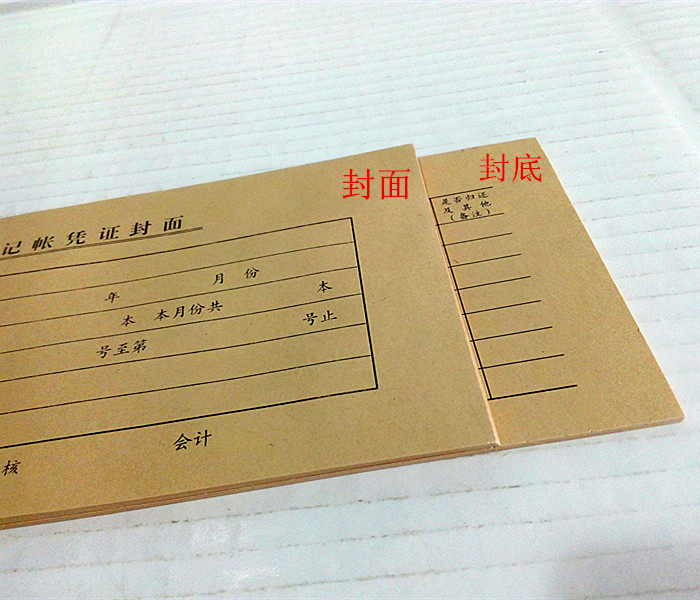 封面
封底
记帐凭证封面
年 月 份
本 本月份共 本
号至第 号止
会计
核
是否归还
及其他
(备注)